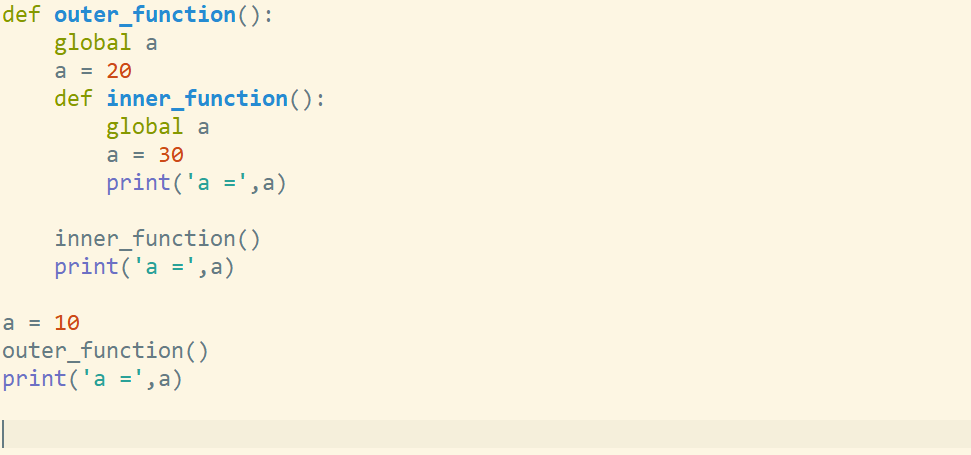 def outer_function():
    global a
    a = 20
    def inner_function():
        global a
        a = 30
        print('a =',a)

    inner_function()
    print('a =',a)

a = 10
outer_function()
print('a =',a)